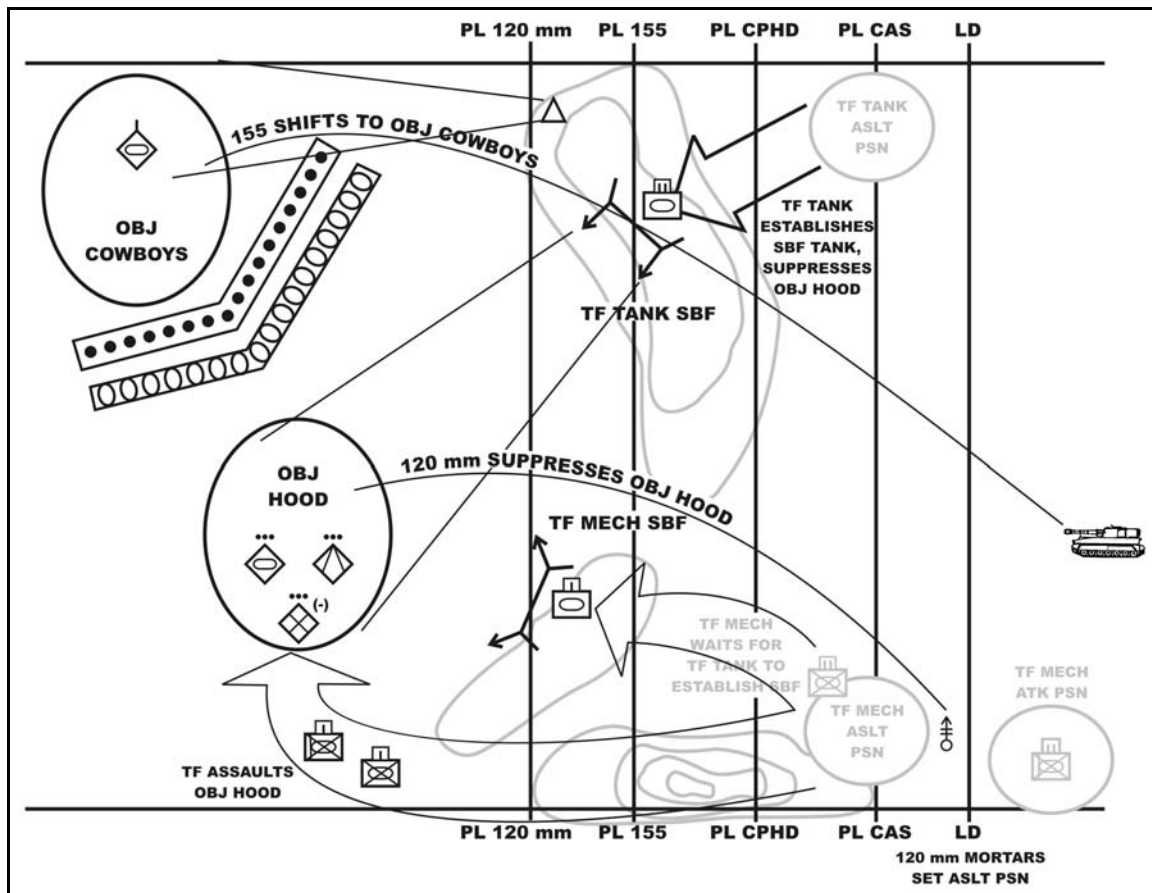 PL 120 mm PL 155 PL CPHD PL CAS LD
TF TANK
ASLT
PSN
155 SHIFTS TO OBJ COWBOYS
OBJ
COWBOYS
TF TANK
ESTABLISHES
SBF TANK,
SUPPRESSES
OBJ HOOD
TF TANK SBF
OBJ
HOOD
(-)
120 mm SUPPRESSES OBJ HOOD
TF MECH SBF
TF MECH
WAITS FOR
TF TANK TO
ESTABLISH SBF
TF MECH
ASLT
PSN
TF MECH
ATK PSN
TF ASSAULTS
OBJ HOOD
PL 120 mm PL 155 PL CPHD PL CAS LD
120 mm MORTARS
SET ASLT PSN